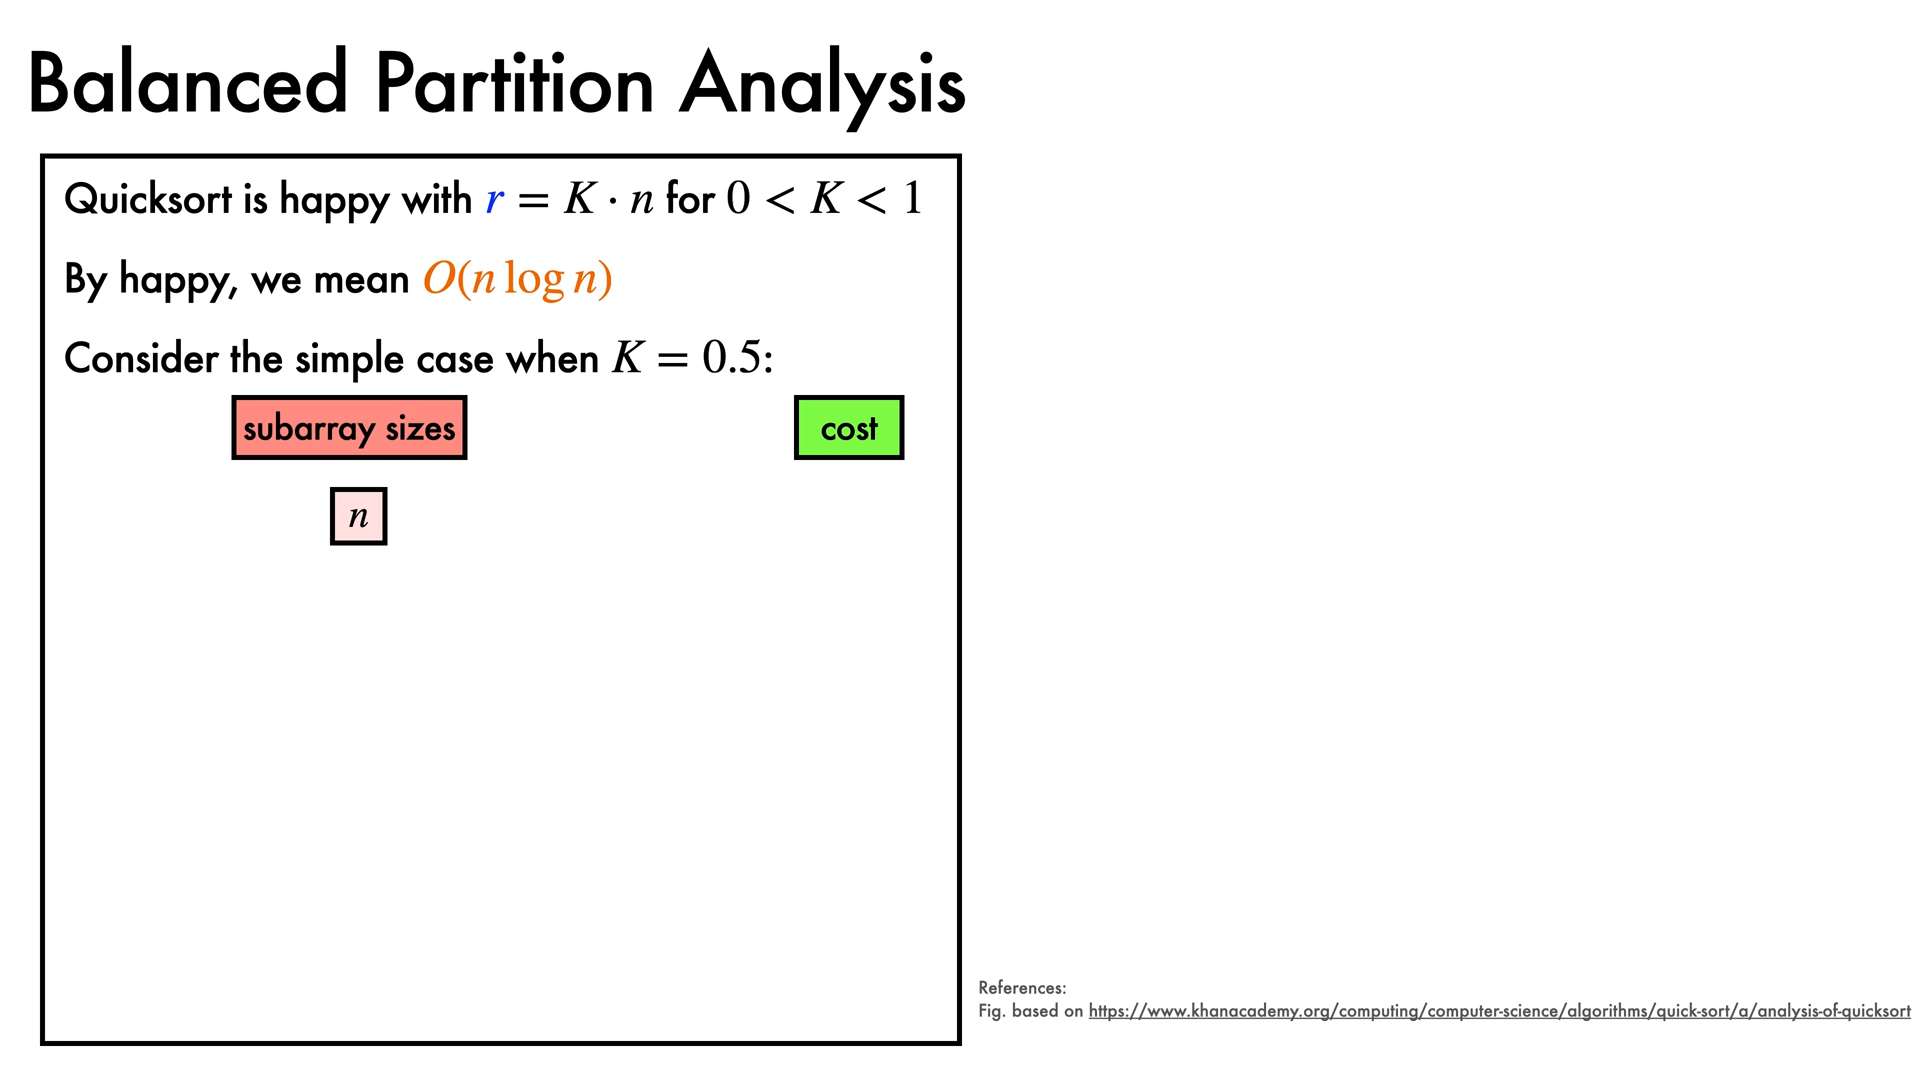 Balanced Partition Analysis
Quicksort is happy with r = K · n for 0 < K < 1
By happy, we mean O(n log n)
Consider the simple case when K = 0.5:
subarray sizes
cost
n
References:
Fig. based on https://www.khanacademy.org/computing/computer-science/algorithms/quick-sort/a/analysis-of-quicksort